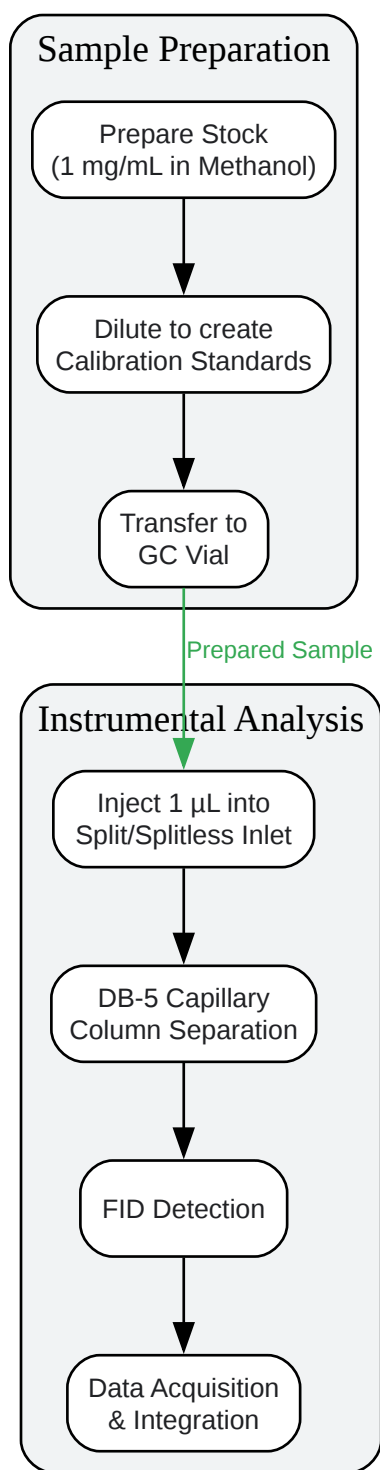 Sample Preparation
Prepare Stock
(1 mg/mL in Methanol)
Dilute to create
Calibration Standards
Transfer to
GC Vial
Prepared Sample
Instrumental Analysis
Inject 1 µL into
Split/Splitless Inlet
DB-5 Capillary
Column Separation
FID Detection
Data Acquisition
& Integration